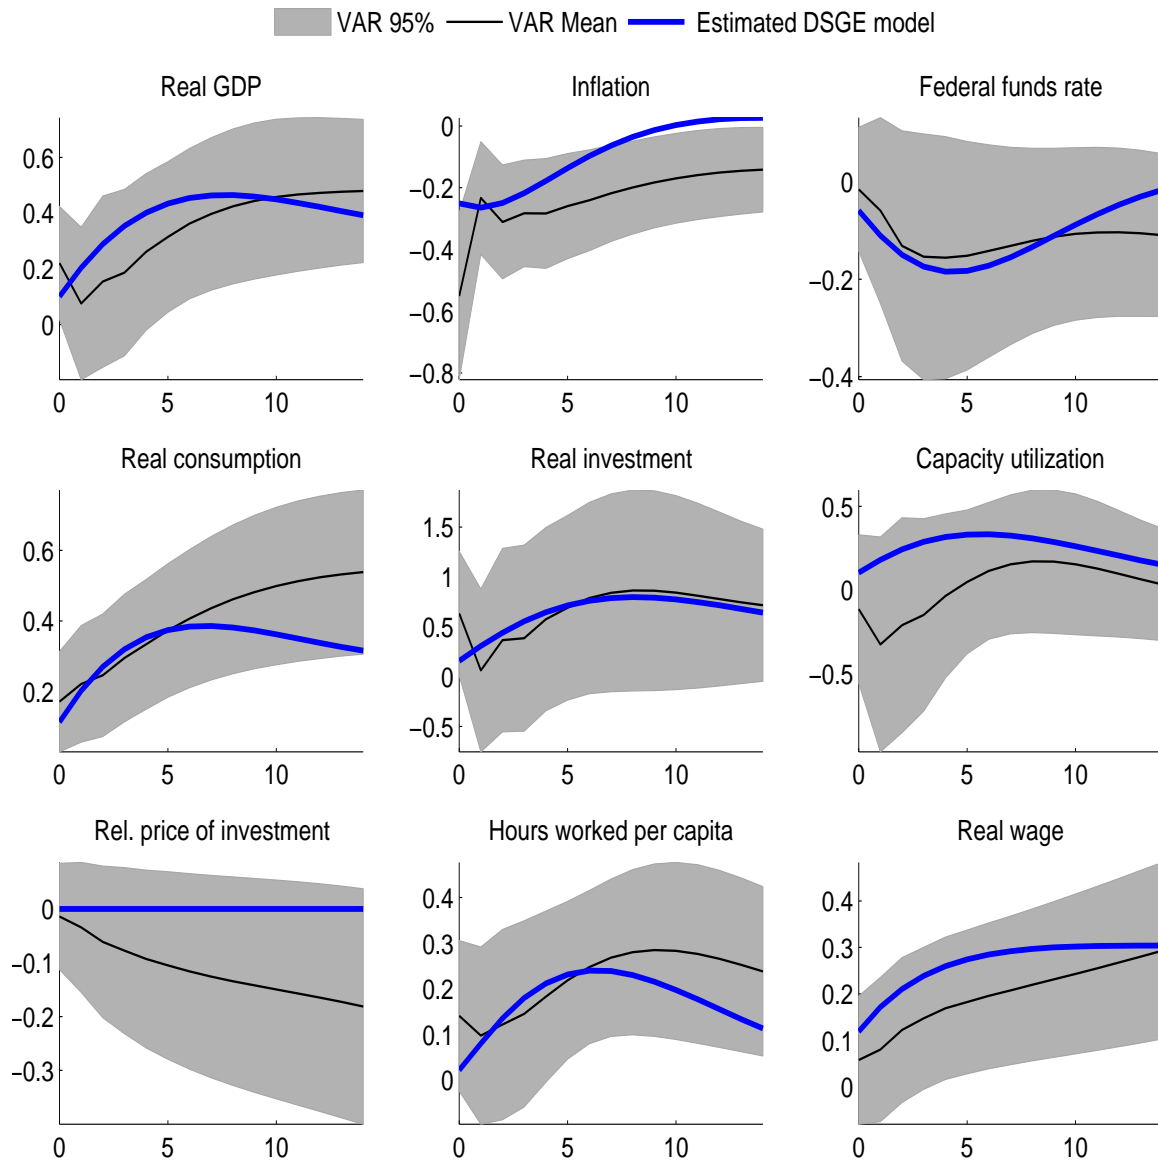 VAR 95% VAR Mean Estimated DSGE model
Real GDP Inflation Federal funds rate
0.6
0.4
0.2
0
0 5 10
0
−0.2
−0.4
−0.6
−0.8
0 5 10
0
−0.2
−0.4
0 5 10
Real consumption Real investment Capacity utilization
0.6
0.4
0.2
0 5 10
1.5
1
0.5
0
−0.5
0 5 10
0.5
0
−0.5
0 5 10
Rel. price of investment Hours worked per capita Real wage
0
−0.1
−0.2
−0.3
0 5 10
0.4
0.3
0.2
0.1
0
0 5 10
0.4
0.3
0.2
0.1
0
0 5 10